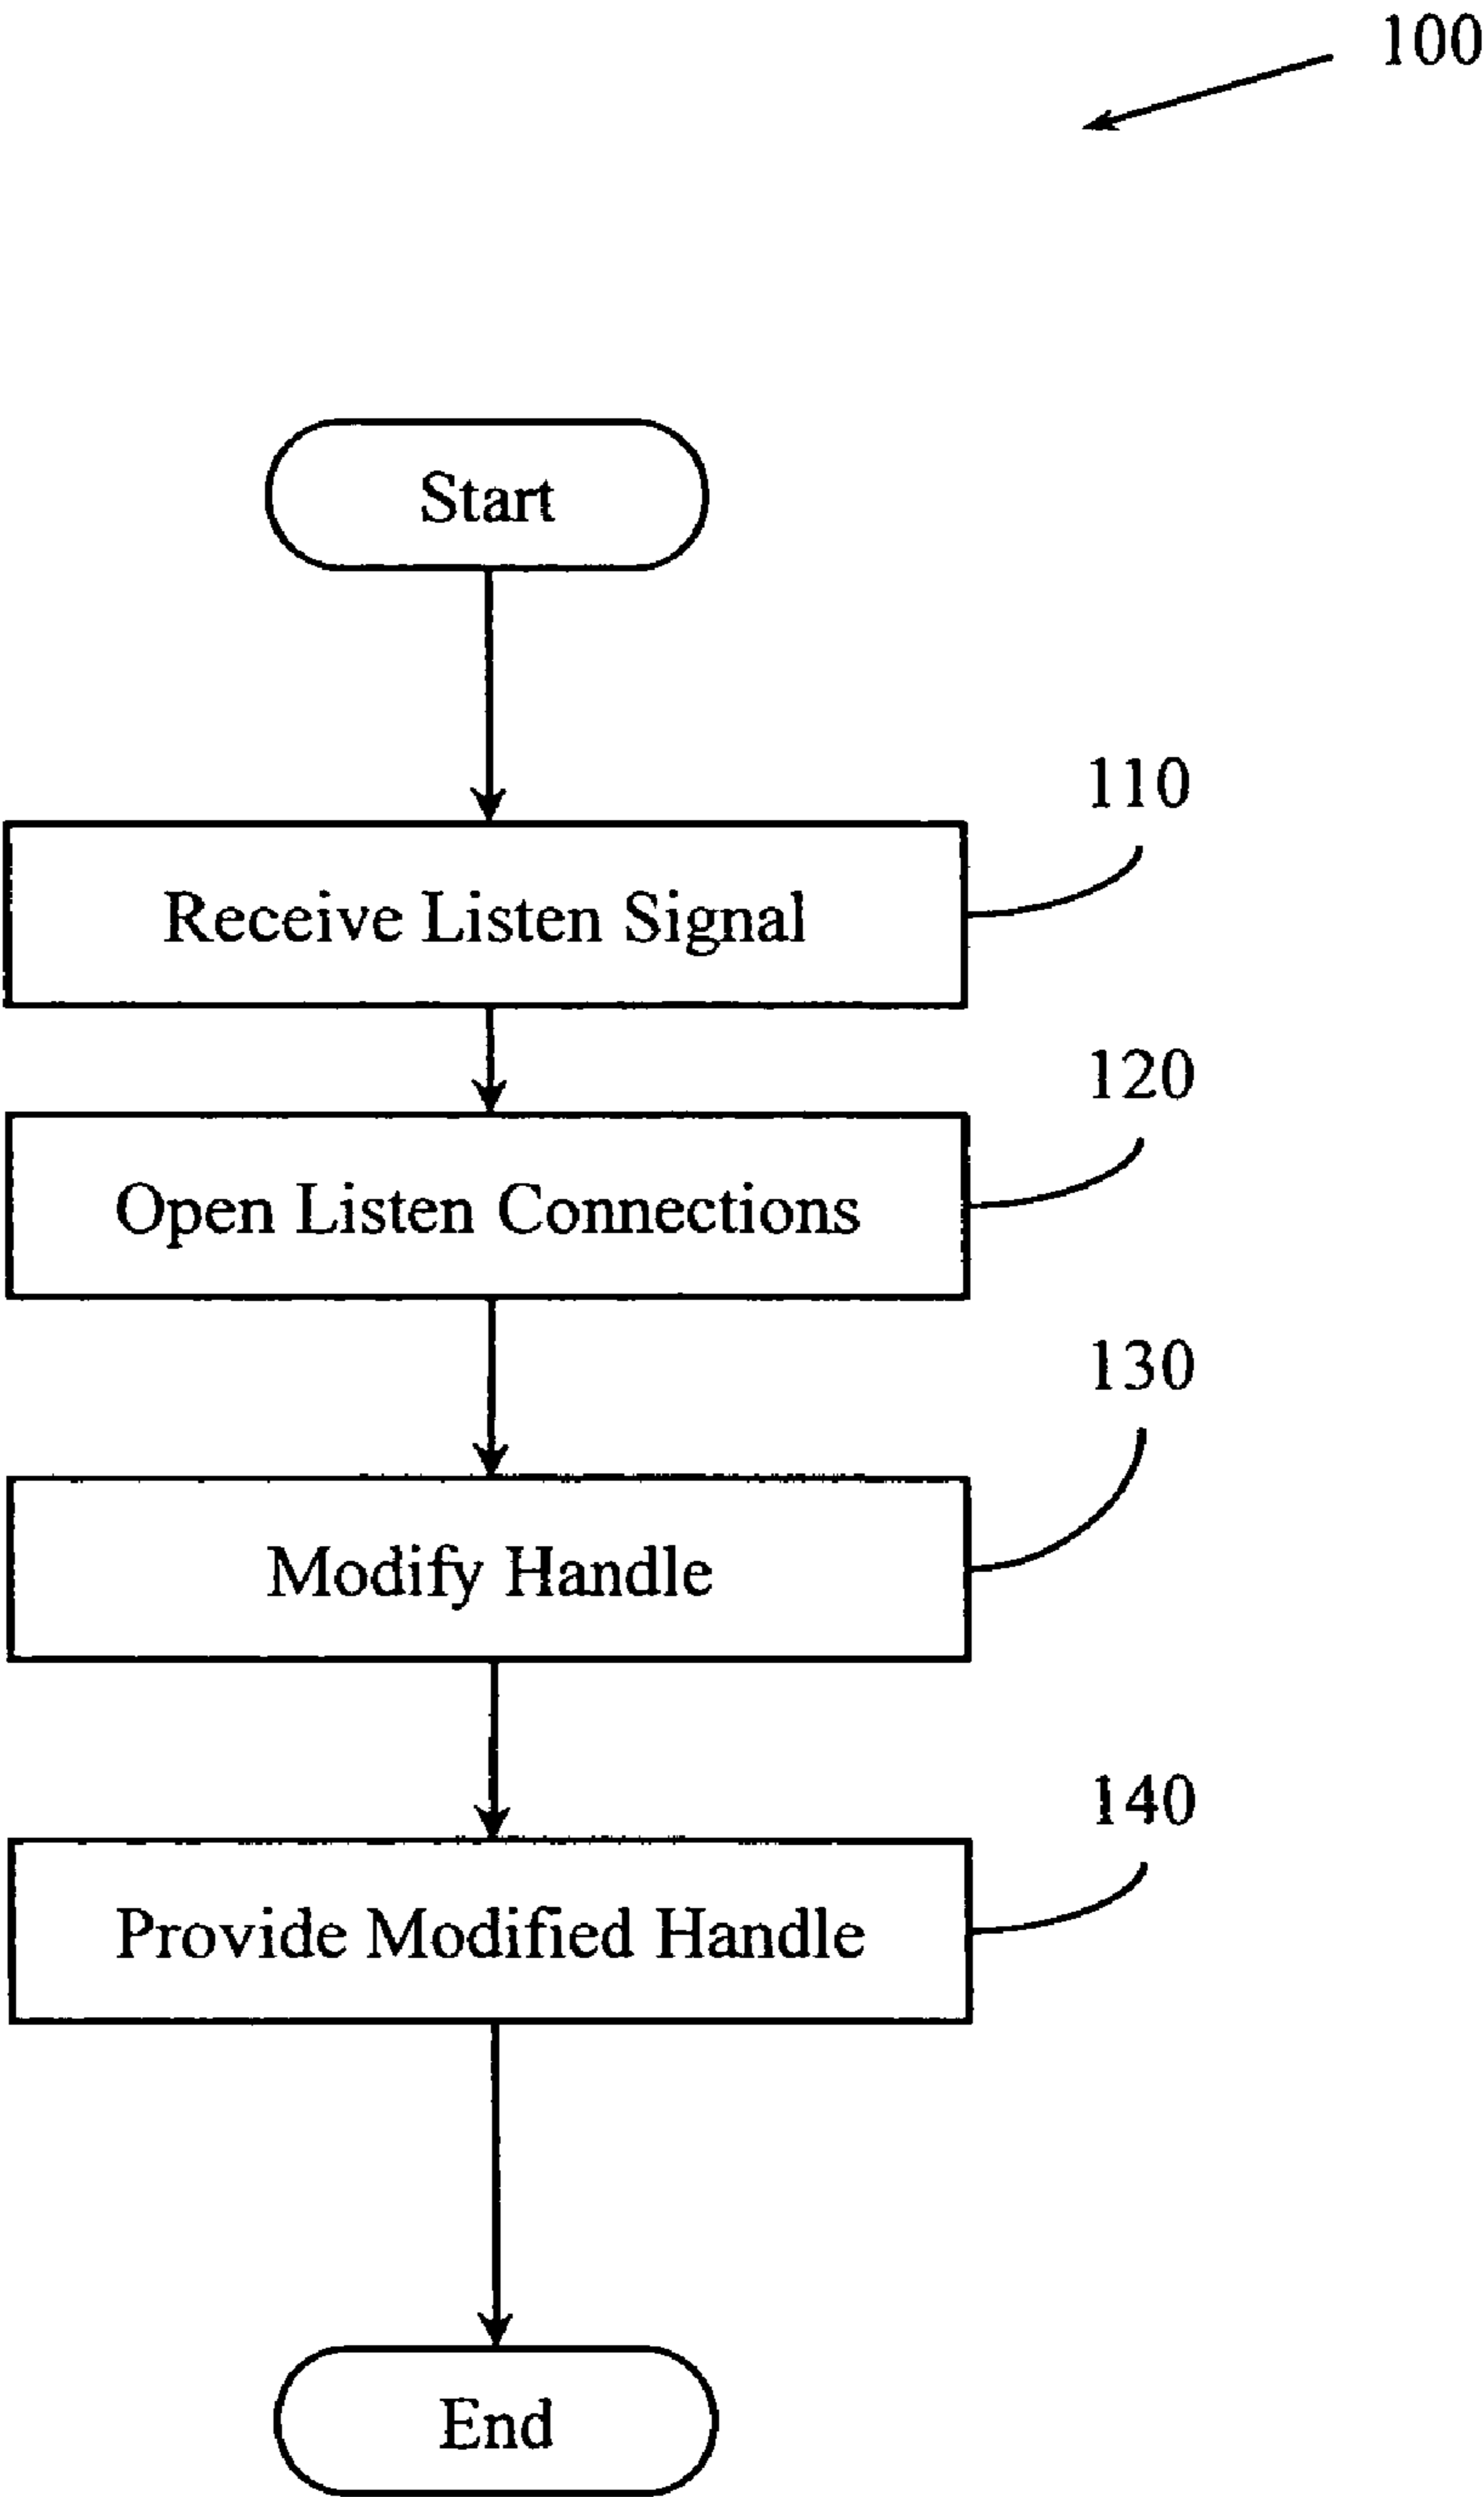 100
Start
110
Receive Listen Signal
120
Open Listen Connections
130
Modify Handle
140
Provide Modified Handle
End